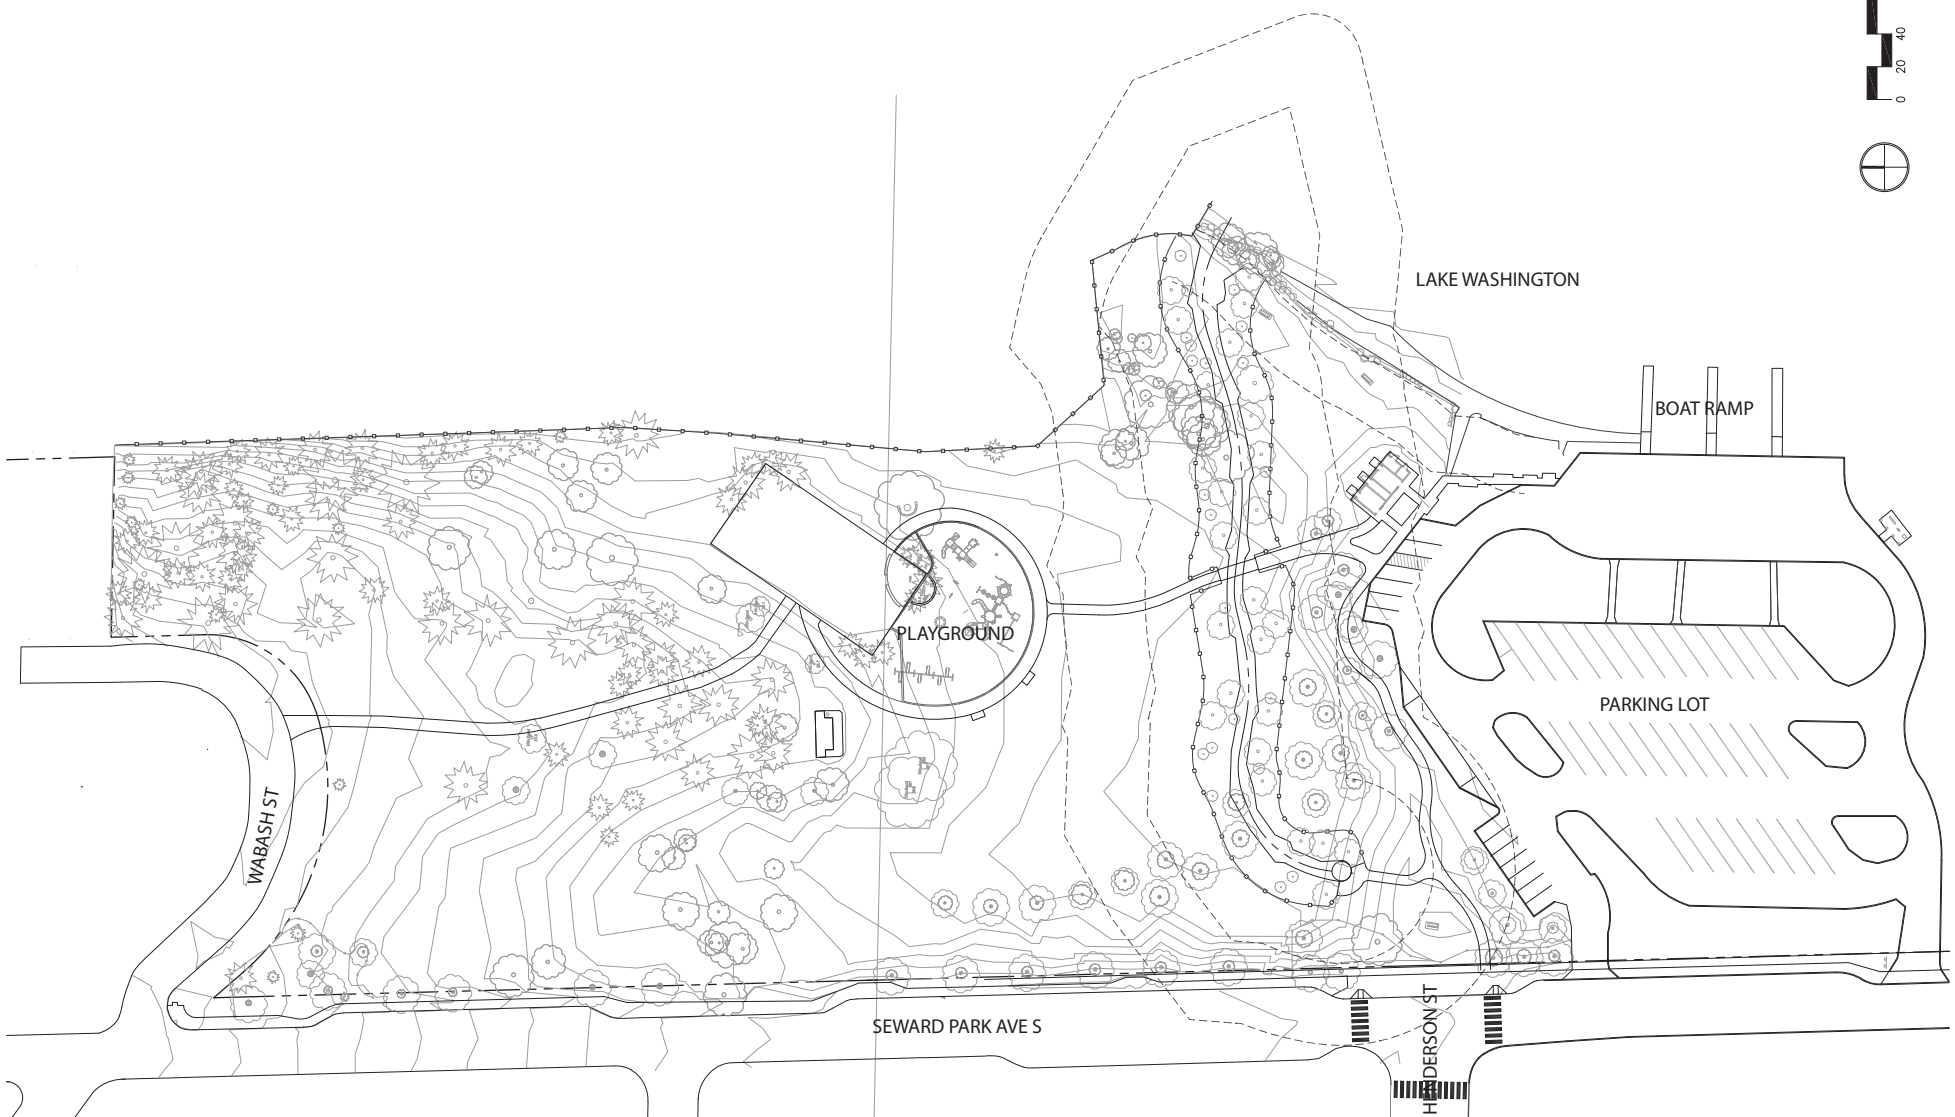 40
20
0
LAKE WASHINGTON
BOAT RAMP
PLAYGROUND
PARKING LOT
WABASH ST
SEWARD PARK AVE S
HENDERSON ST